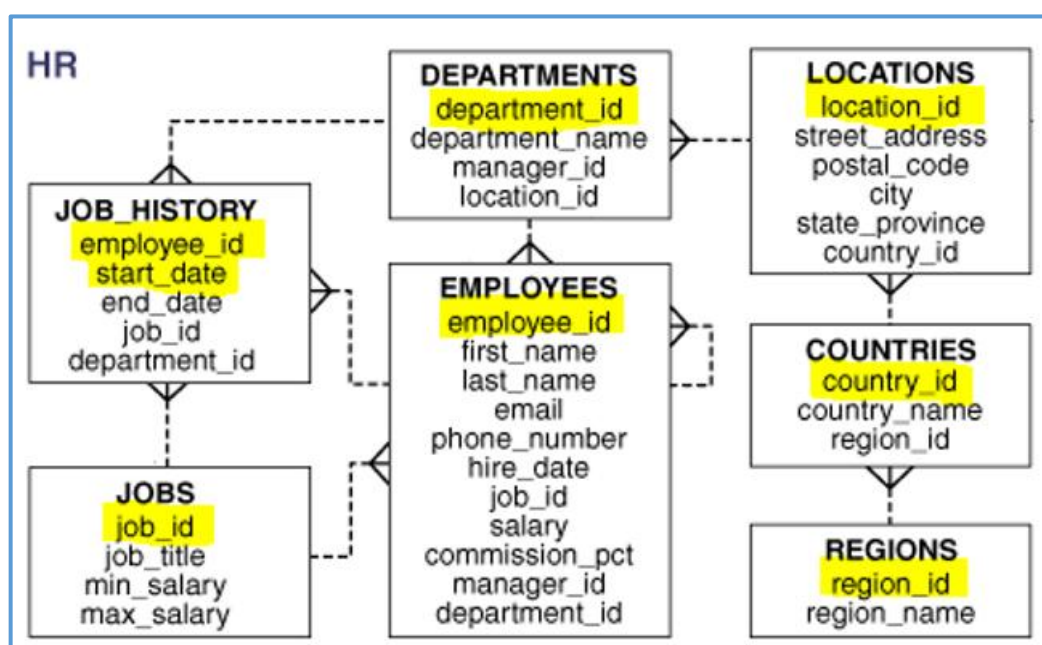 HR
DEPARTMENTS
department_id
department_name
manager_id
location_id
LOCATIONS
location_id
street_address
postal_code
city
state_province
country_id
JOB_HISTORY
employee_id
start_date
end_date
job_id
department_id
EMPLOYEES
employee_id
first_name
last_name
email
phone_number
hire_date
job_id
salary
commission_pct
manager_id
department_id
COUNTRIES
country_id
country_name
region_id
JOBS
job_id
job_title
min_salary
max_salary
REGIONS
region_id
region_name